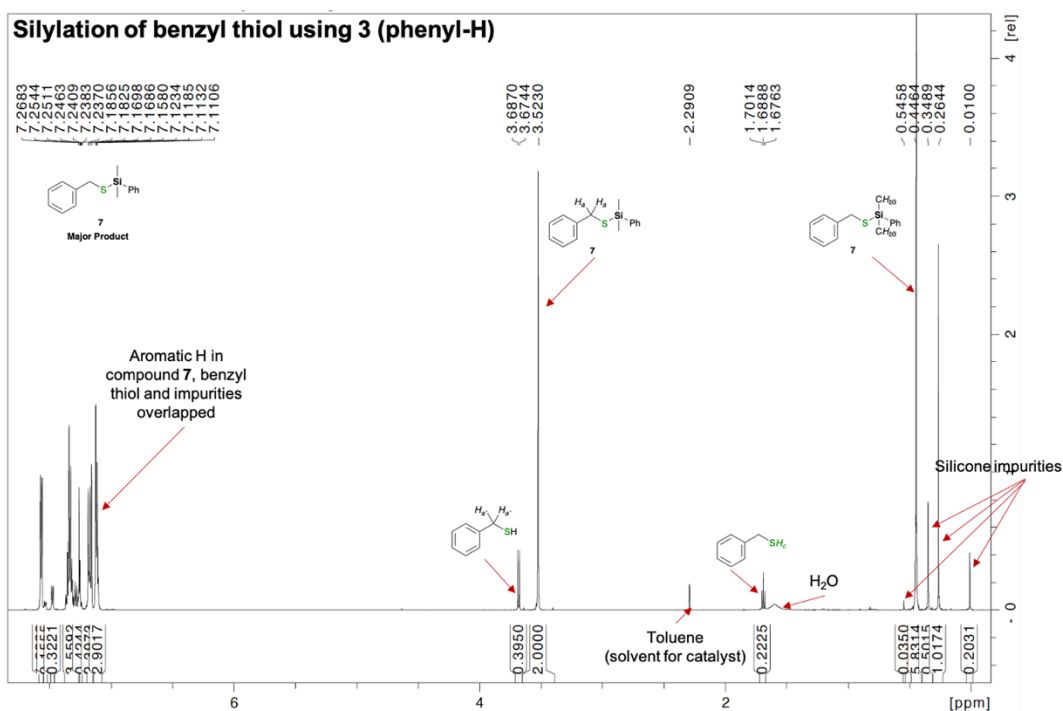 Silylation of benzyl thiol using 3 (phenyl-H)
[rel]
7.2683
7.2544
7.2511
7.2463
7.2409
7.2383
7.2370
7.1856
7.1825
7.1698
7.1686
7.1580
7.1234
7.1185
7.1132
7.1106
3.6870
3.6744
3.5230
2.2909
1.7014
1.6888
1.6763
0.5458
0.4464
0.3489
0.2644
0.0100
4
3
2
0
S
Si
Ph
7
Major Product
Ha Ha
S
Si
Ph
7
CHb3
S
Si
Ph
CHb3
7
Aromatic H in
compound 7, benzyl
thiol and impurities
overlapped
Silicone impurities
Ha' Ha'
SH
SHc
H2O
Toluene
(solvent for catalyst)
0.3221
2.9017
0.3950
2.0000
0.2225
0.0350
5.8314
0.5015
1.0174
0.2031
6
4
2
[ppm]